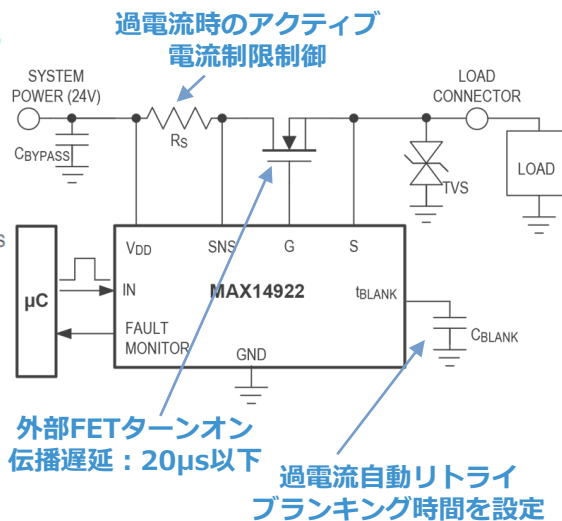 過電流時のアクティブ
電流制限制御
SYSTEM
POWER (24V)
LOAD
CONNECTOR
CBYPASS
RS
TVS
LOAD
S
VDD
SNS
G
S
µC
IN
MAX14922
tBLANK
FAULT
MONITOR
CBLANK
GND
外部FETターンオン
伝播遅延：20µs以下
過電流自動リトライ
ブランキング時間を設定